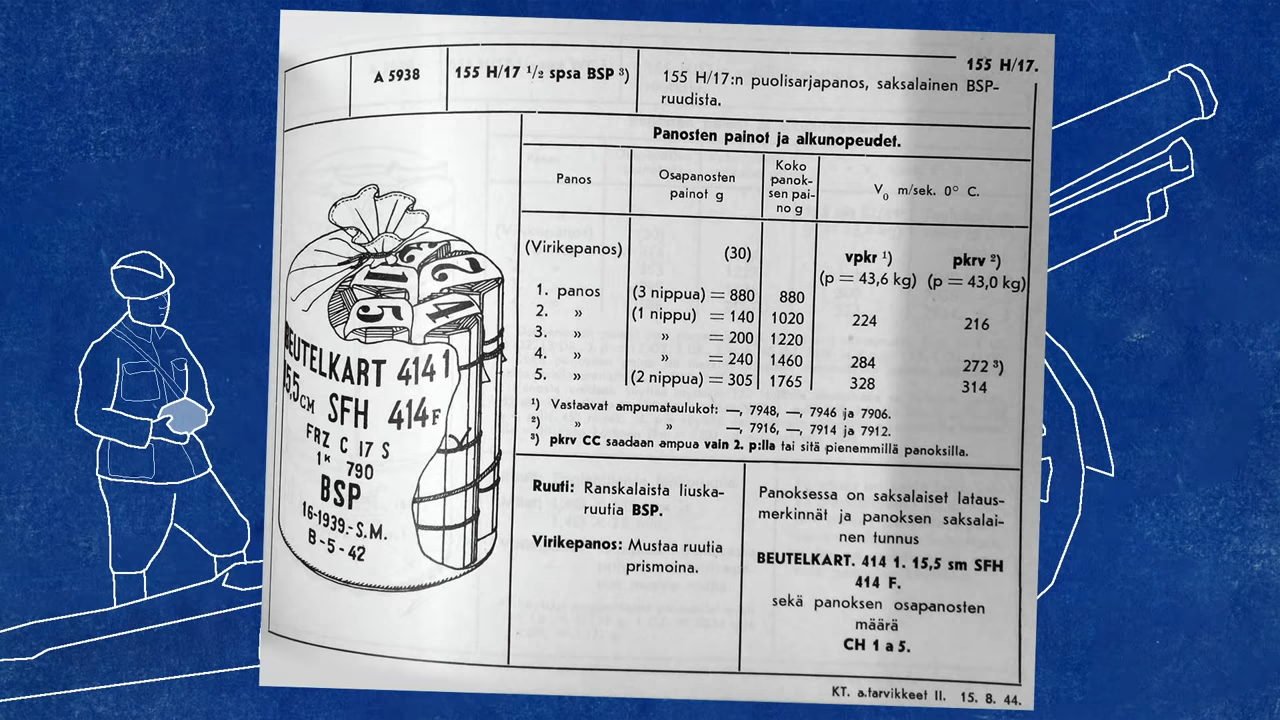 155 H/17.
A 5938
155 H/17 1/2 spsa BSP ³)
155 H/17:n puolisarjapanos, saksalainen BSP-
ruudista.
Panosten painot ja alkunopeudet.
Panos
Osapanosten
painot g
Koko
panok-
sen pai-
no g
V₀ m/sek. 0° C.
(Virikepanos) (30)
vpkr ¹) pkrv ²)
(p = 43,6 kg) (p = 43,0 kg)
1. panos (3 nippua) = 880 880
2. » (1 nippu) = 140 1020 224 216
3. » » = 200 1220
4. » » = 240 1460 284 272 ³)
5. » (2 nippua) = 305 1765 328 314
¹) Vastaavat ampumataulukot: —, 7948, —, 7946 ja 7906.
²) » » —, 7916, —, 7914 ja 7912.
³) pkrv CC saadaan ampua vain 2. p:lla tai sitä pienemmillä panoksilla.
3
1
2
5
4
BEUTELKART 414 1
15,5 CM SFH 414 F
FRZ C 17 S
1ᴷ 790
BSP
16-1939.-S.M.
B-5-42
Ruuti: Ranskalaista liuska-
ruutia BSP.
Virikepanos: Mustaa ruutia
prismoina.
Panoksessa on saksalaiset lataus-
merkinnät ja panoksen saksalai-
nen tunnus
BEUTELKART. 414 1. 15,5 sm SFH
414 F.
sekä panoksen osapanosten
määrä
CH 1 a 5.
KT. a.tarvikkeet II. 15. 8. 44.